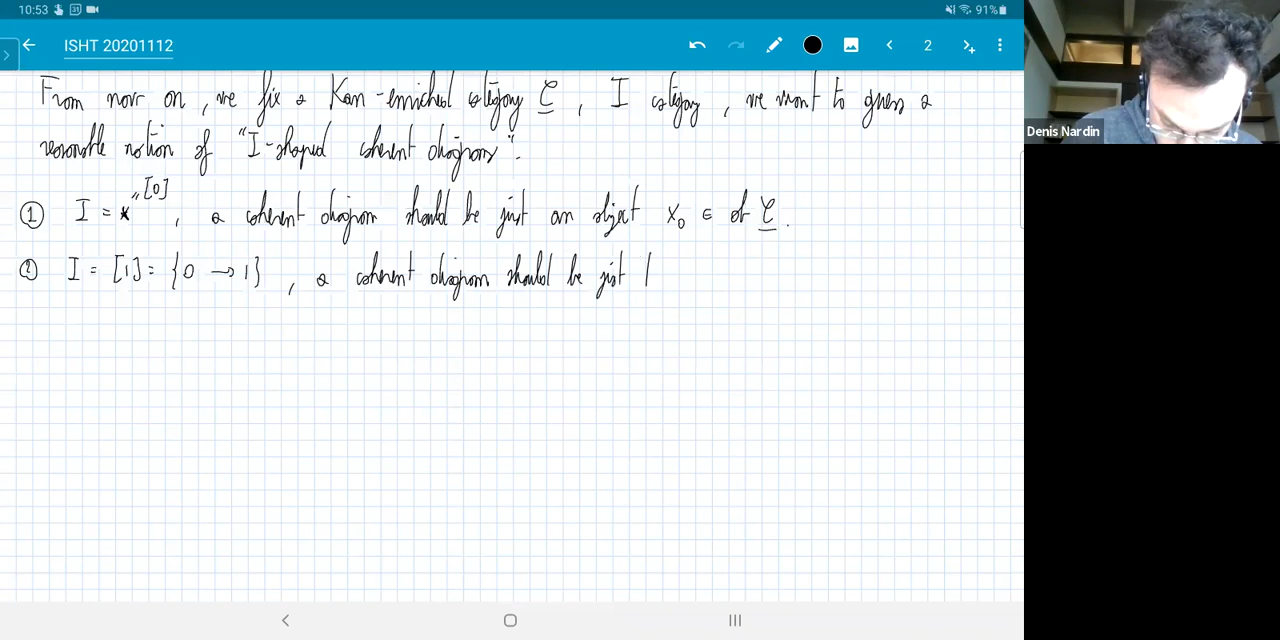 10:53 31 91%
ISHT 20201112 2
From now on, we fix a Kan-enriched category C, I category, we want to guess a
reasonable notion of "I-shaped coherent diagrams".
① I = * = [0], a coherent diagram should be just an object X₀ ∈ ob C.
② I = [1] = {0 → 1}, a coherent diagram should be just
Denis Nardin